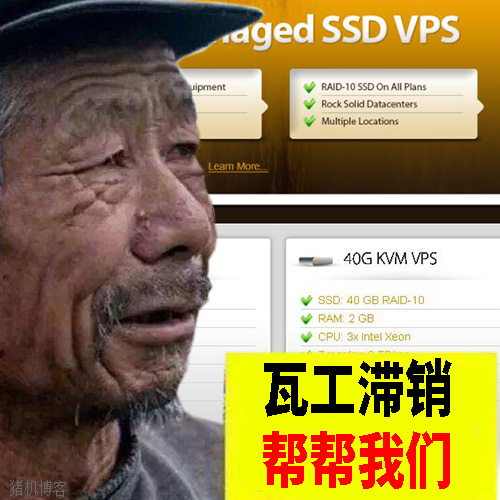 naged SSD VPS
uipment
RAID-10 SSD On All Plans
Rock Solid Datacenters
Multiple Locations
Learn More...
40G KVM VPS
SSD: 40 GB RAID-10
RAM: 2 GB
CPU: 3x Intel Xeon
瓦工滞销
帮帮我们
猪机博客